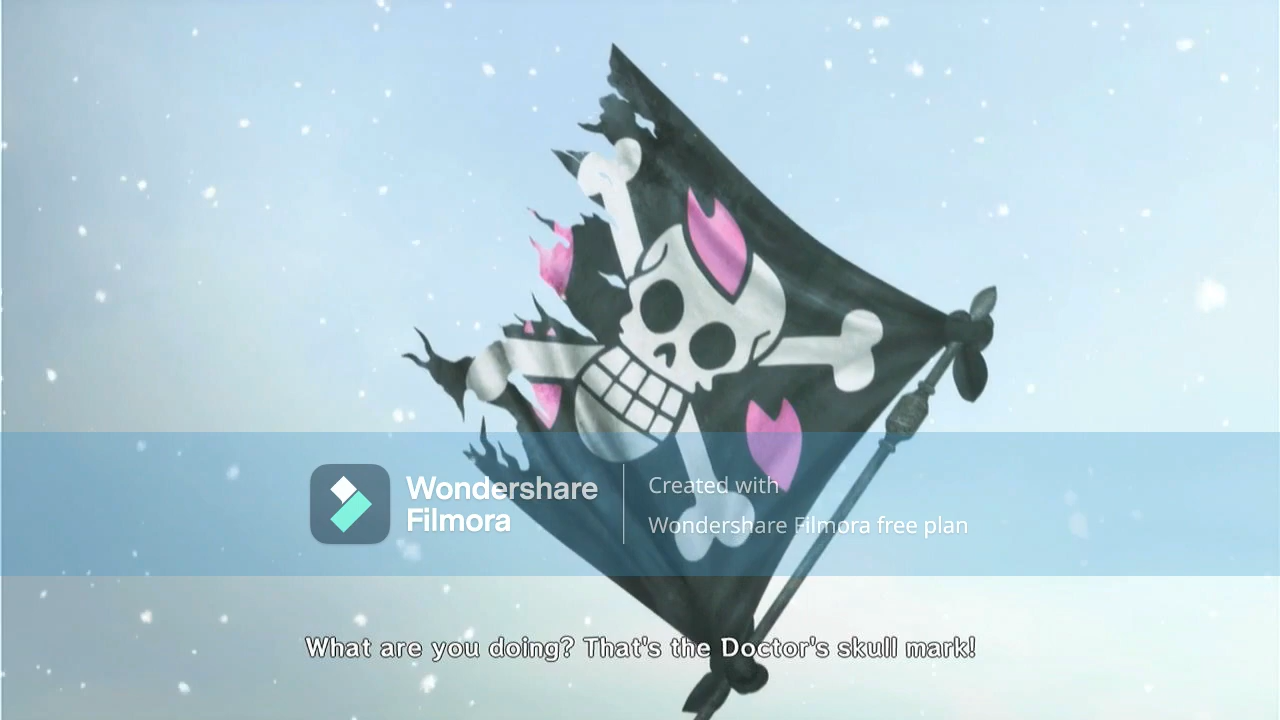 Wondershare
Filmora
Created with
Wondershare Filmora free plan
What are you doing? That's the Doctor's skull mark!